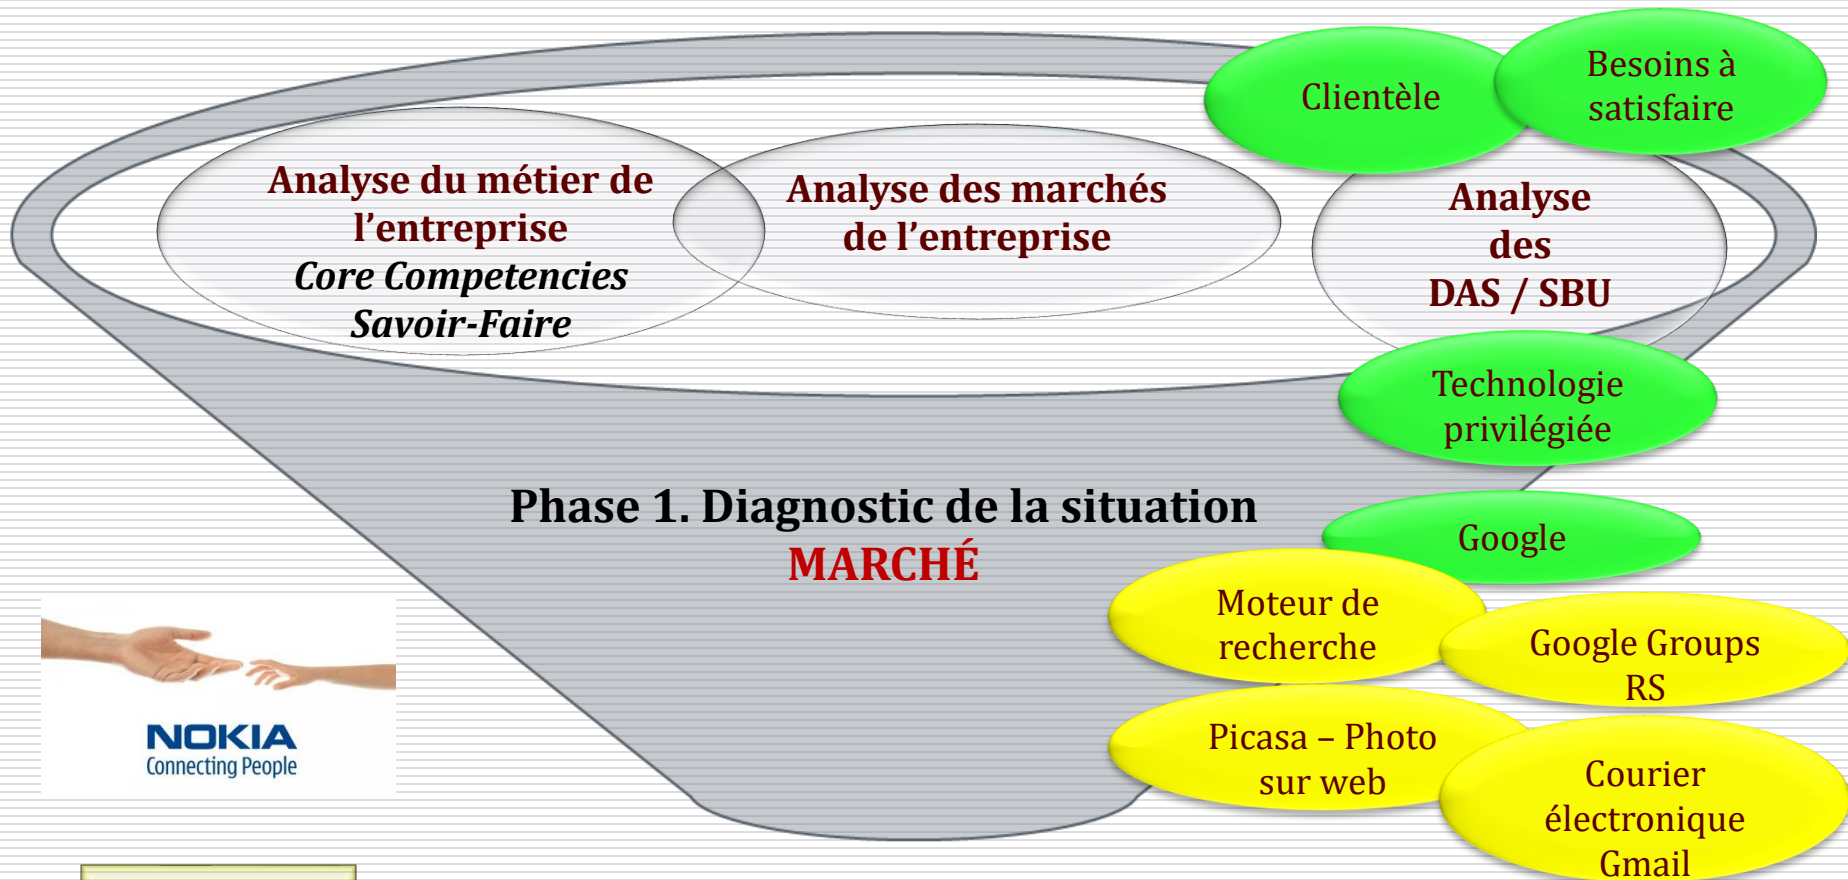 Clientèle
Besoins à
satisfaire
Analyse du métier de
l’entreprise
Core Competencies
Savoir-Faire
Analyse des marchés
de l’entreprise
Analyse
des
DAS / SBU
Technologie
privilégiée
Phase 1. Diagnostic de la situation
MARCHÉ
Google
Moteur de
recherche
Google Groups
RS
Picasa – Photo
sur web
Courier
électronique
Gmail
NOKIA
Connecting People